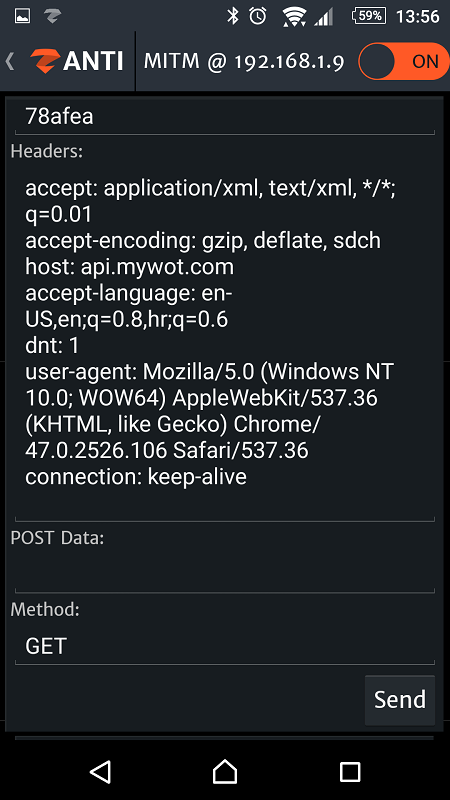 59% 13:56
ANTI MITM @ 192.168.1.9 ON
78afea
Headers:
accept: application/xml, text/xml, */*;
q=0.01
accept-encoding: gzip, deflate, sdch
host: api.mywot.com
accept-language: en-
US,en;q=0.8,hr;q=0.6
dnt: 1
user-agent: Mozilla/5.0 (Windows NT
10.0; WOW64) AppleWebKit/537.36
(KHTML, like Gecko) Chrome/
47.0.2526.106 Safari/537.36
connection: keep-alive
POST Data:
Method:
GET
Send